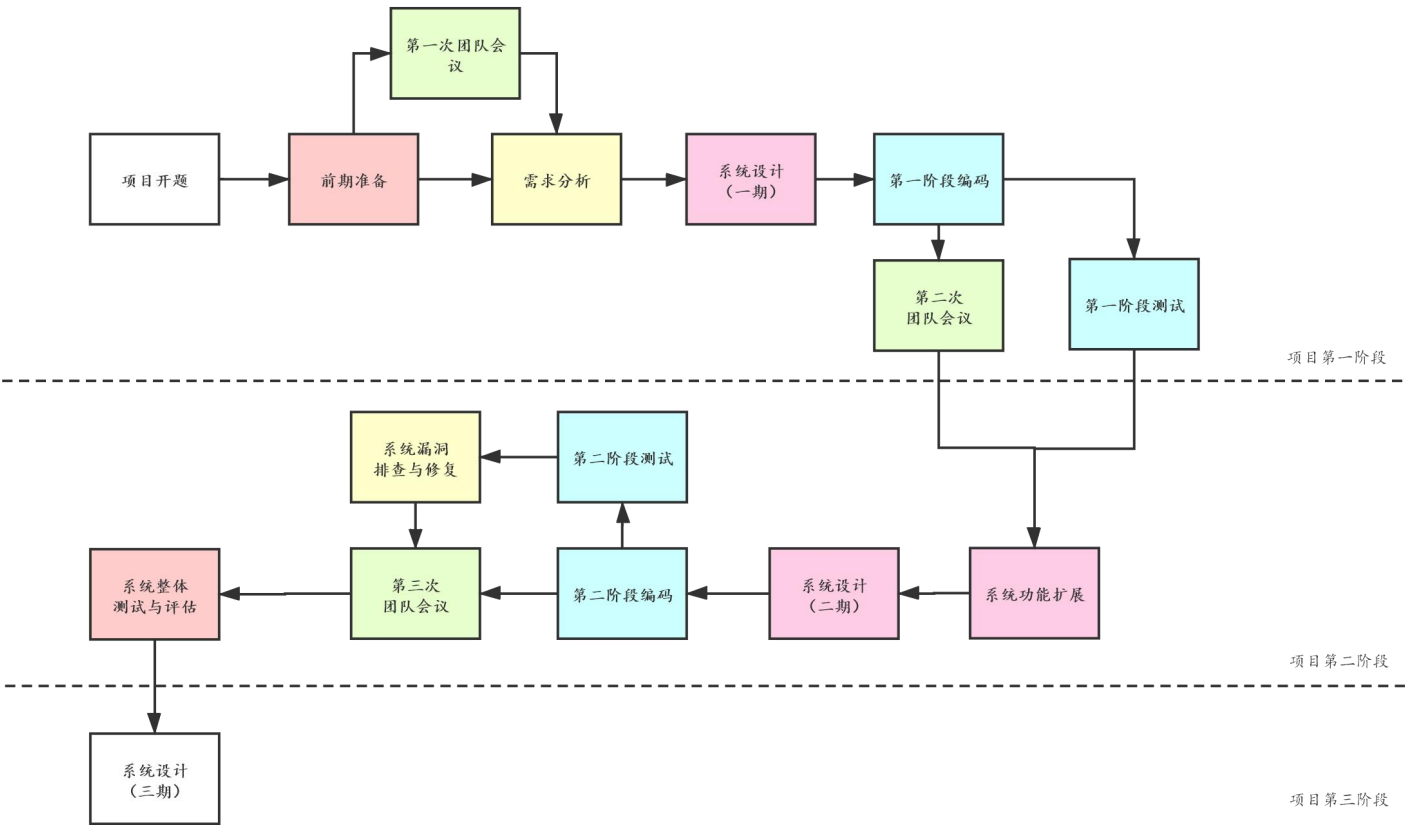 第一次团队会
议
项目开题
前期准备
需求分析
系统设计
（一期）
第一阶段编码
第二次
团队会议
第一阶段测试
项目第一阶段
系统漏洞
排查与修复
第二阶段测试
系统整体
测试与评估
第三次
团队会议
第二阶段编码
系统设计
（二期）
系统功能扩展
项目第二阶段
系统设计
（三期）
项目第三阶段